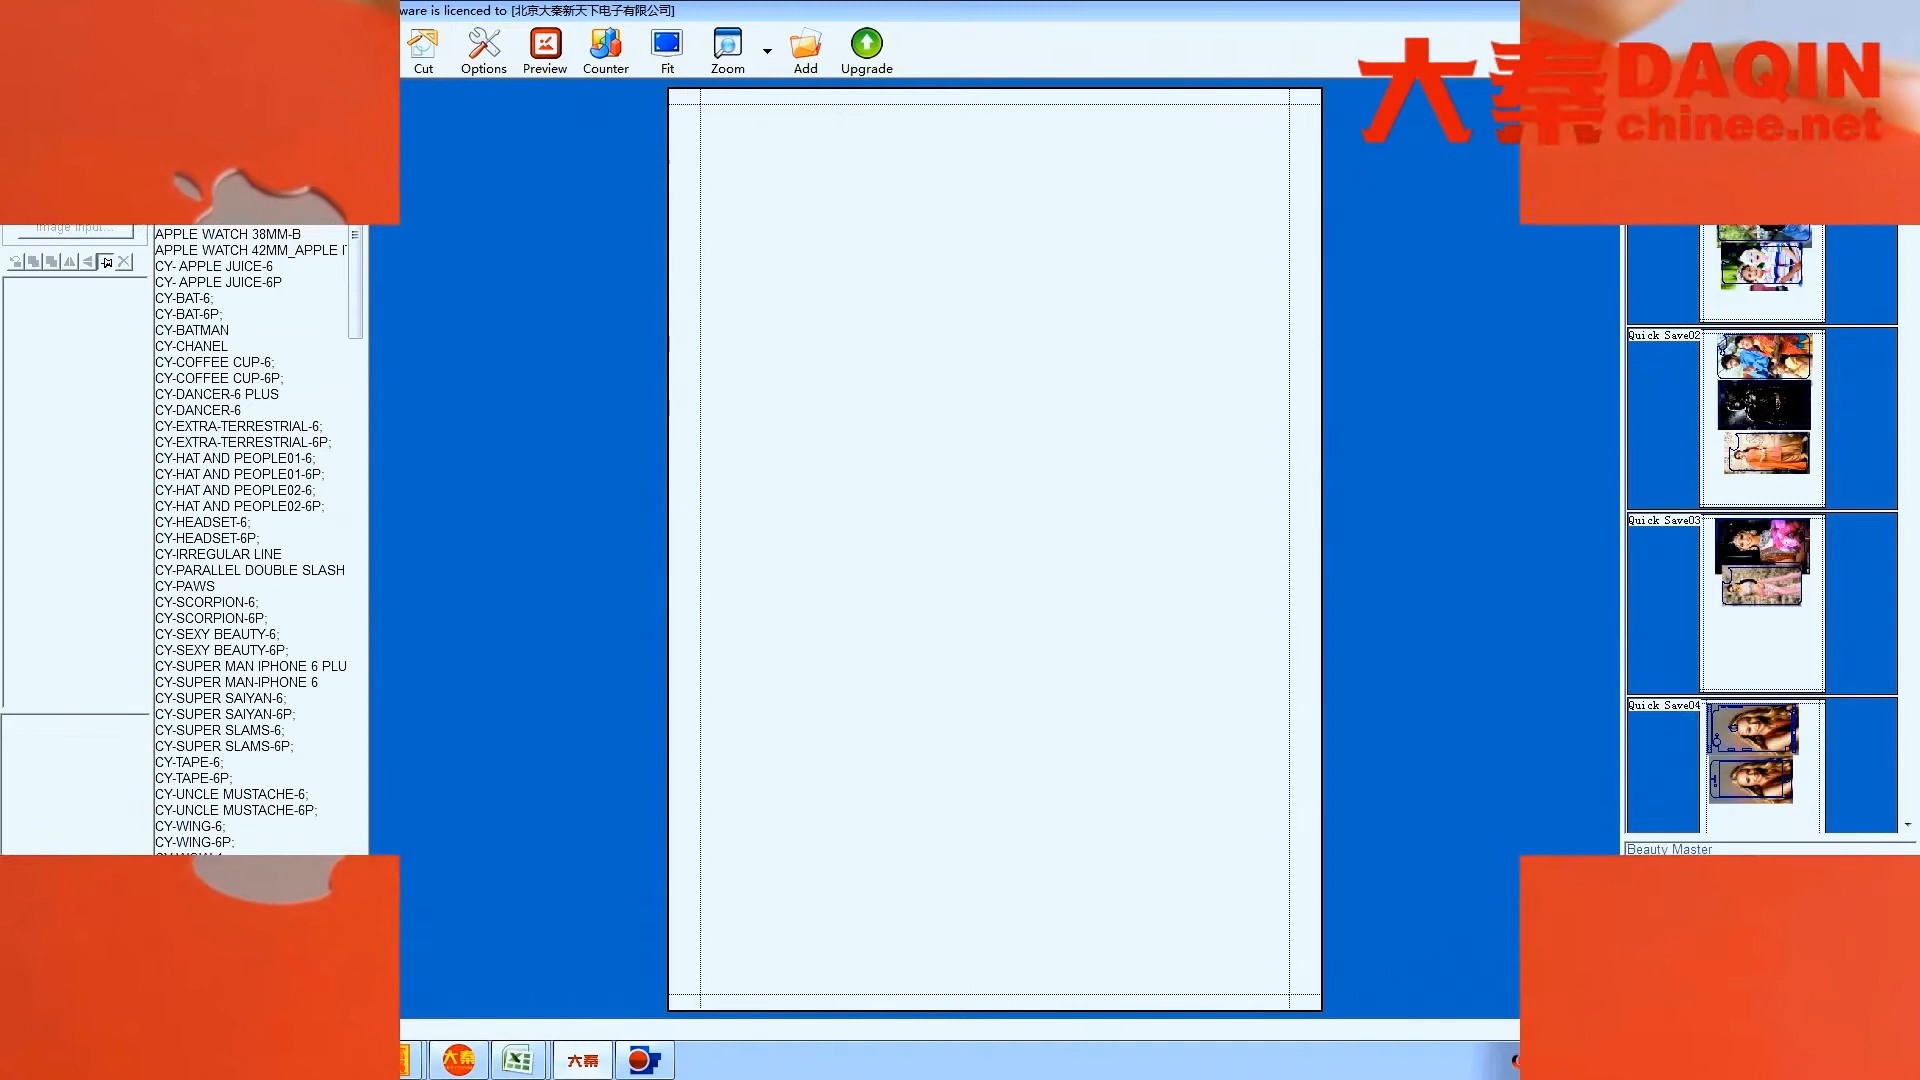 ware is licenced to [北京大秦新天下电子有限公司]
Cut Options Preview Counter Fit Zoom Add Upgrade
大秦 DAQIN
chinee.net
Image Input...
APPLE WATCH 38MM-B
APPLE WATCH 42MM_APPLE
CY- APPLE JUICE-6
CY- APPLE JUICE-6P
CY-BAT-6;
CY-BAT-6P;
CY-BATMAN
CY-CHANEL
CY-COFFEE CUP-6;
CY-COFFEE CUP-6P;
CY-DANCER-6 PLUS
CY-DANCER-6
CY-EXTRA-TERRESTRIAL-6;
CY-EXTRA-TERRESTRIAL-6P;
CY-HAT AND PEOPLE01-6;
CY-HAT AND PEOPLE01-6P;
CY-HAT AND PEOPLE02-6;
CY-HAT AND PEOPLE02-6P;
CY-HEADSET-6;
CY-HEADSET-6P;
CY-IRREGULAR LINE
CY-PARALLEL DOUBLE SLASH
CY-PAWS
CY-SCORPION-6;
CY-SCORPION-6P;
CY-SEXY BEAUTY-6;
CY-SEXY BEAUTY-6P;
CY-SUPER MAN IPHONE 6 PLU
CY-SUPER MAN-IPHONE 6
CY-SUPER SAIYAN-6;
CY-SUPER SAIYAN-6P;
CY-SUPER SLAMS-6;
CY-SUPER SLAMS-6P;
CY-TAPE-6;
CY-TAPE-6P;
CY-UNCLE MUSTACHE-6;
CY-UNCLE MUSTACHE-6P;
CY-WING-6;
CY-WING-6P;
Quick Save02
Quick Save03
Quick Save04
Beauty Master
大秦
大秦